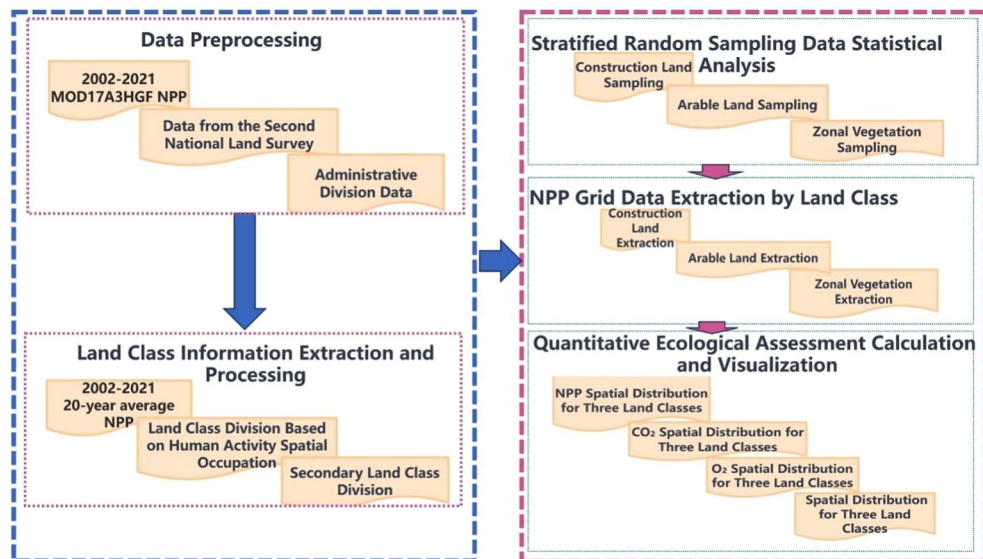 Data Preprocessing
2002-2021
MOD17A3HGF NPP
Data from the Second
National Land Survey
Administrative
Division Data
Land Class Information Extraction and
Processing
2002-2021
20-year average
NPP
Land Class Division Based
on Human Activity Spatial
Occupation
Secondary Land Class
Division
Stratified Random Sampling Data Statistical
Analysis
Construction Land
Sampling
Arable Land Sampling
Zonal Vegetation
Sampling
NPP Grid Data Extraction by Land Class
Construction
Land
Extraction
Arable Land Extraction
Zonal Vegetation
Extraction
Quantitative Ecological Assessment Calculation
and Visualization
NPP Spatial Distribution
for Three Land Classes
CO₂ Spatial Distribution for
Three Land Classes
O₂ Spatial Distribution
for Three Land Classes
Spatial Distribution
for Three Land
Classes